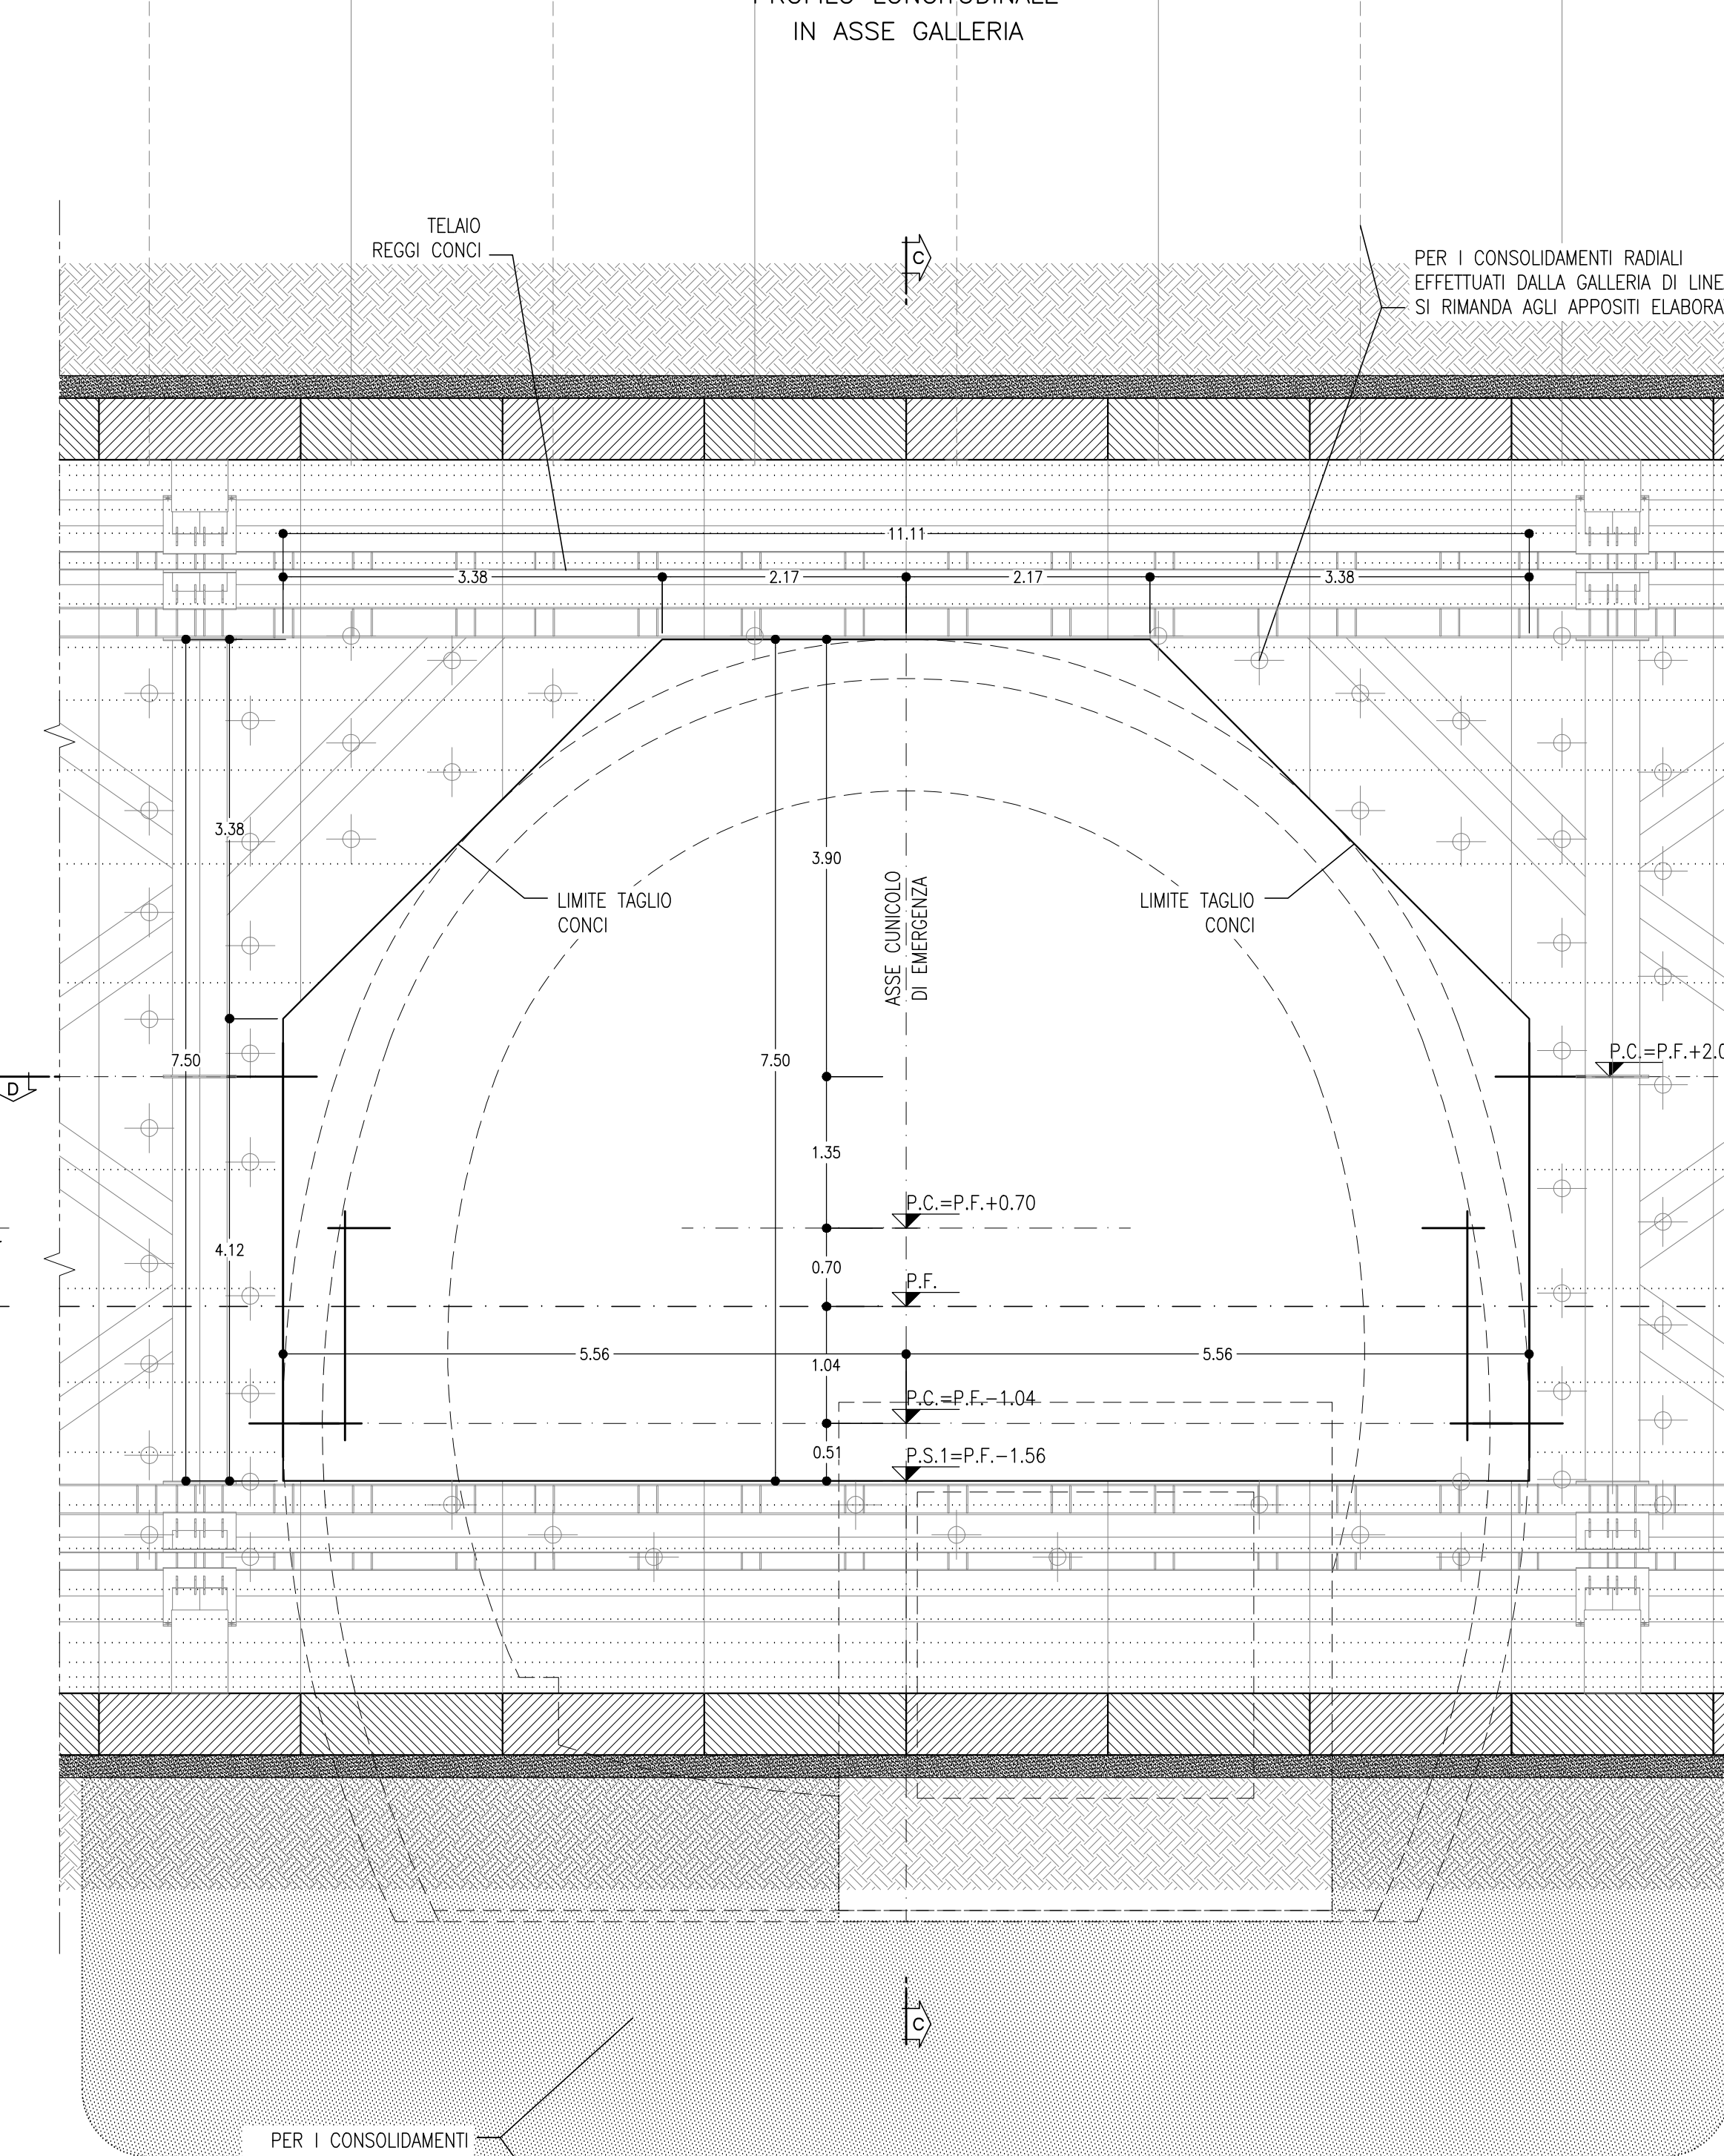 IN ASSE GALLERIA
TELAIO
REGGI CONCI
C
PER I CONSOLIDAMENTI RADIALI
EFFETTUATI DALLA GALLERIA DI LINE
SI RIMANDA AGLI APPOSITI ELABORA
11.11
3.38
2.17
2.17
3.38
3.38
3.90
LIMITE TAGLIO
CONCI
LIMITE TAGLIO
CONCI
ASSE CUNICOLO
DI EMERGENZA
7.50
7.50
P.C.=P.F.+2.0
D
1.35
P.C.=P.F.+0.70
4.12
0.70
P.F.
5.56
5.56
1.04
P.C.=P.F.-1.04
0.51
P.S.1=P.F.-1.56
C
PER I CONSOLIDAMENTI